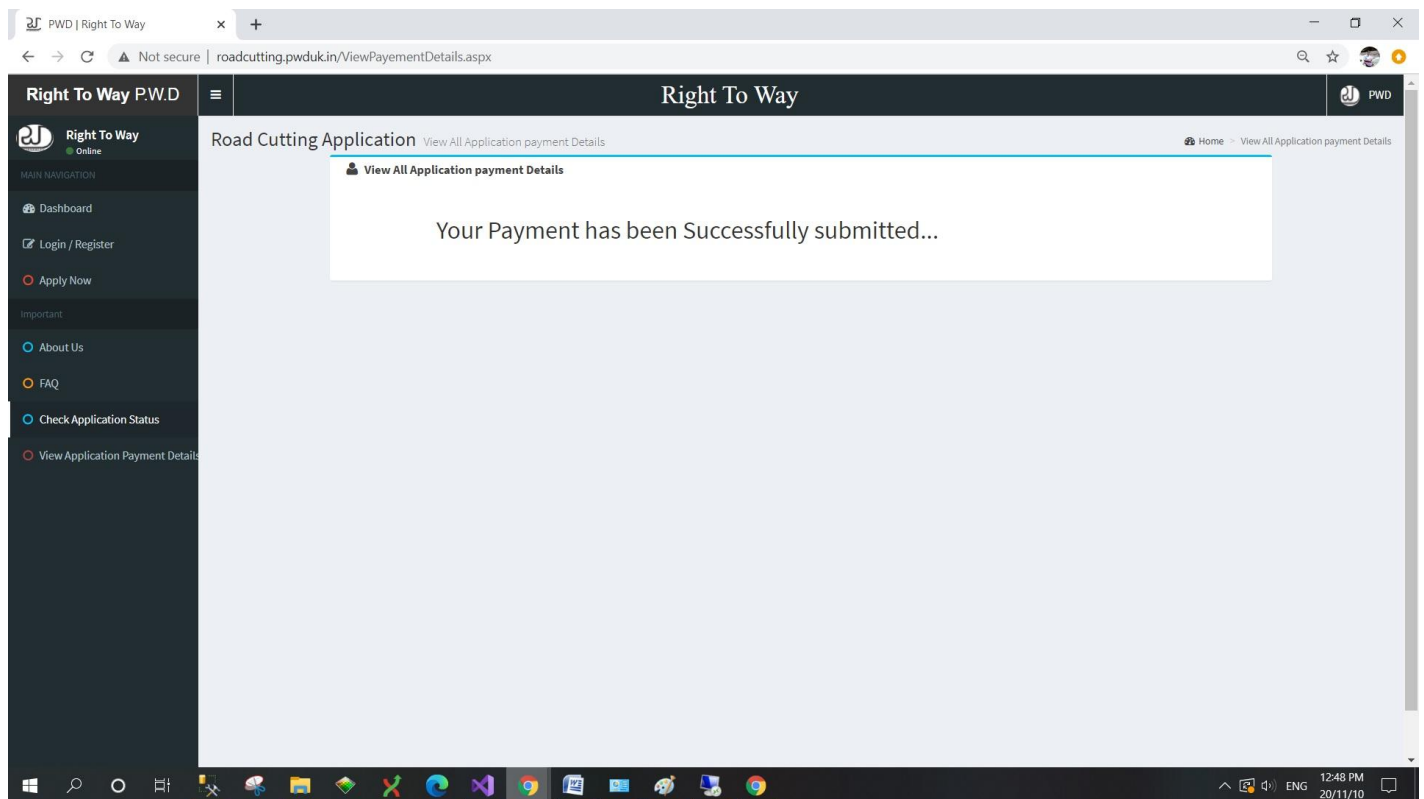 PWD | Right To Way
Not secure | roadcutting.pwduk.in/ViewPayementDetails.aspx
Right To Way P.W.D
Right To Way
PWD
Right To Way
Online
Road Cutting Application View All Application payment Details
Home > View All Application payment Details
MAIN NAVIGATION
View All Application payment Details
Dashboard
Your Payment has been Successfully submitted...
Login / Register
Apply Now
Important
About Us
FAQ
Check Application Status
View Application Payment Details
ENG
12:48 PM
20/11/10